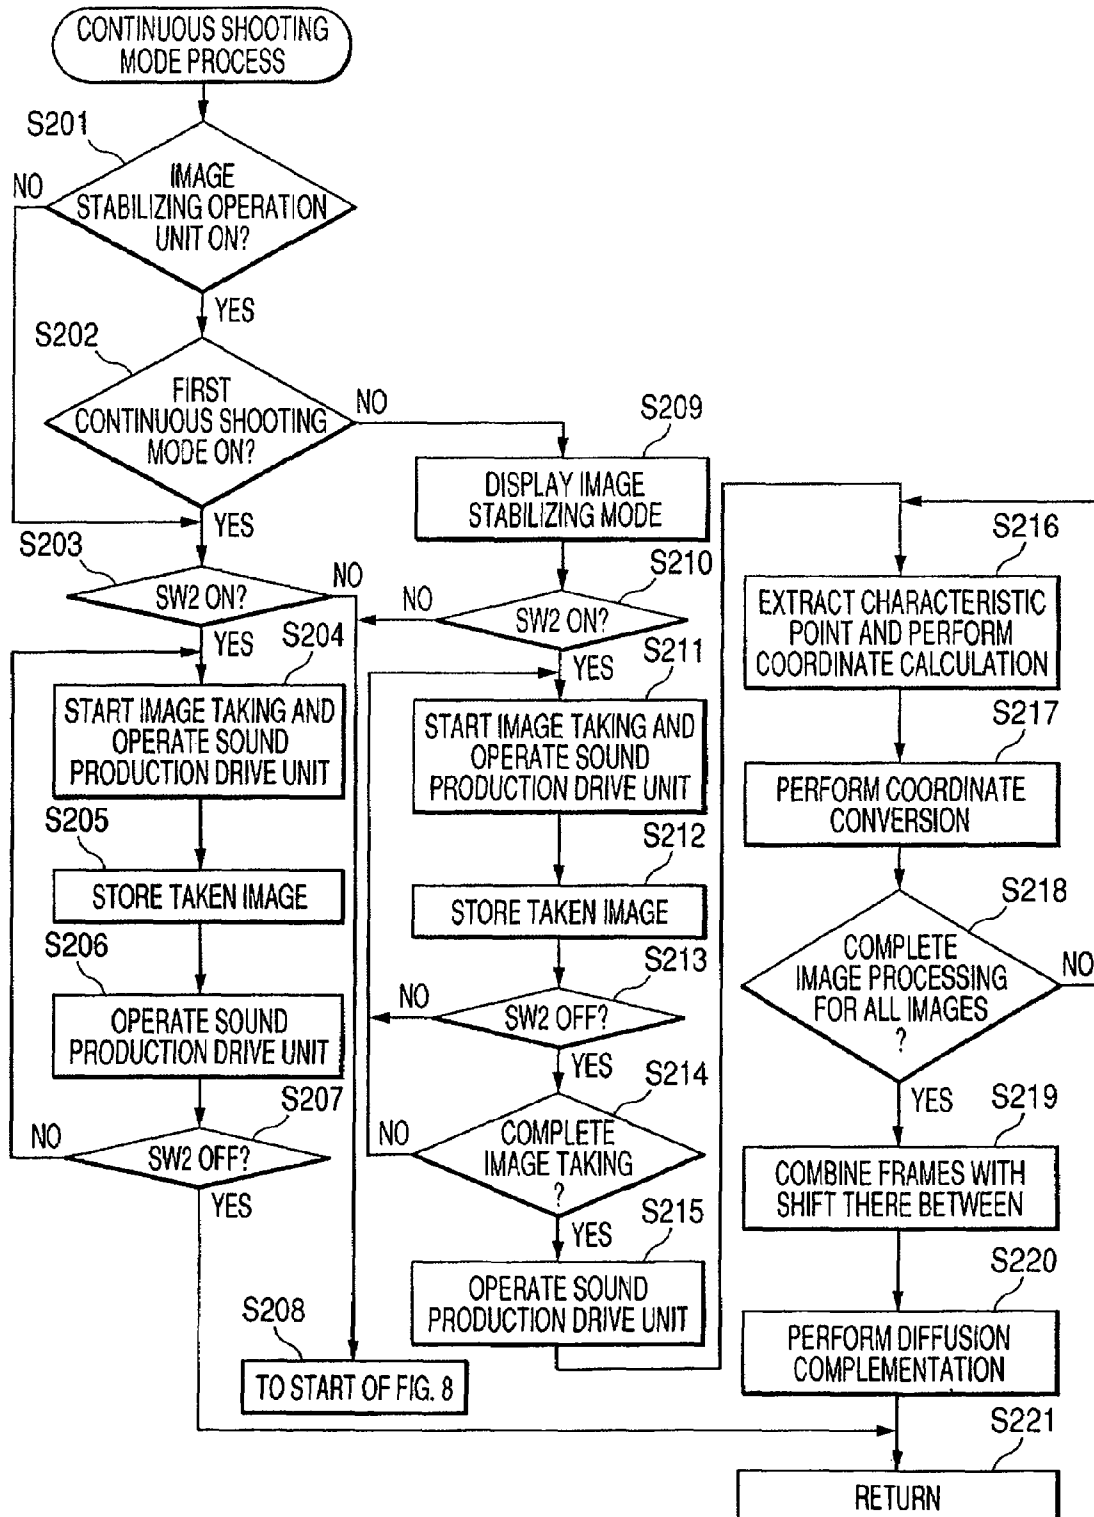 CONTINUOUS SHOOTING
MODE PROCESS
S201
IMAGE
STABILIZING OPERATION
UNIT ON?
NO
YES
S202
FIRST
CONTINUOUS SHOOTING
MODE ON?
NO
YES
S203
SW2 ON?
NO
YES
S204
START IMAGE TAKING AND
OPERATE SOUND
PRODUCTION DRIVE UNIT
S205
STORE TAKEN IMAGE
S206
OPERATE SOUND
PRODUCTION DRIVE UNIT
S207
SW2 OFF?
NO
YES
S208
TO START OF FIG. 8
S209
DISPLAY IMAGE
STABILIZING MODE
S210
SW2 ON?
NO
YES
S211
START IMAGE TAKING AND
OPERATE SOUND
PRODUCTION DRIVE UNIT
S212
STORE TAKEN IMAGE
S213
SW2 OFF?
NO
YES
S214
COMPLETE
IMAGE TAKING
?
NO
YES
S215
OPERATE SOUND
PRODUCTION DRIVE UNIT
S216
EXTRACT CHARACTERISTIC
POINT AND PERFORM
COORDINATE CALCULATION
S217
PERFORM COORDINATE
CONVERSION
S218
COMPLETE
IMAGE PROCESSING
FOR ALL IMAGES
?
NO
YES
S219
COMBINE FRAMES WITH
SHIFT THERE BETWEEN
S220
PERFORM DIFFUSION
COMPLEMENTATION
S221
RETURN